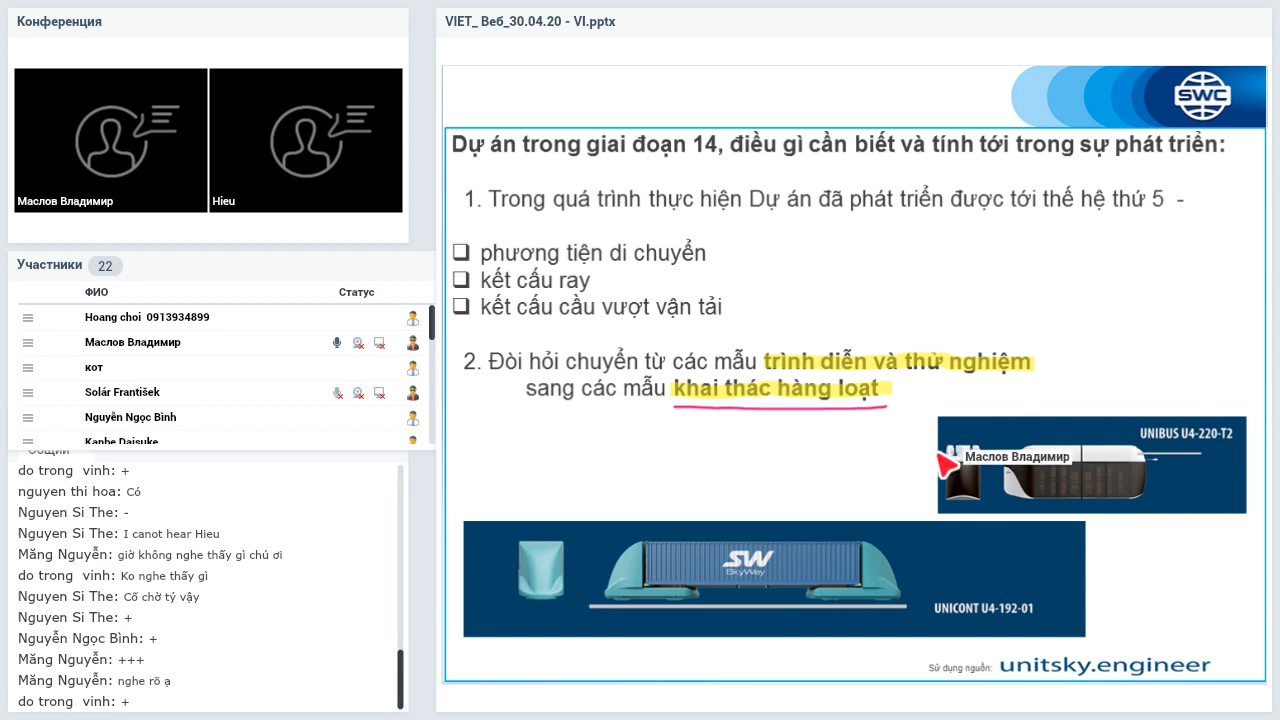 Конференция
Маслов Владимир
Hieu
Участники 22
ФИО Статус
Hoang choi 0913934899
Маслов Владимир
кот
Solár František
Nguyễn Ngọc Bình
Kanbe Daisuke
Общий
do trong vinh: +
nguyen thi hoa: Có
Nguyen Si The: -
Nguyen Si The: I canot hear Hieu
Măng Nguyễn: giờ không nghe thấy gì chú ơi
do trong vinh: Ko nghe thấy gì
Nguyen Si The: Cố chờ tý vậy
Nguyen Si The: +
Nguyễn Ngọc Bình: +
Măng Nguyễn: +++
Măng Nguyễn: nghe rõ ạ
do trong vinh: +
VIET_ Веб_30.04.20 - VI.pptx
SWC
Dự án trong giai đoạn 14, điều gì cần biết và tính tới trong sự phát triển:
1. Trong quá trình thực hiện Dự án đã phát triển được tới thế hệ thứ 5 -
phương tiện di chuyển
kết cấu ray
kết cấu cầu vượt vận tải
2. Đòi hỏi chuyển từ các mẫu trình diễn và thử nghiệm
sang các mẫu khai thác hàng loạt
UNIBUS U4-220-T2
Маслов Владимир
SW
SkyWay
UNICONT U4-192-01
Sử dụng nguồn: unitsky.engineer